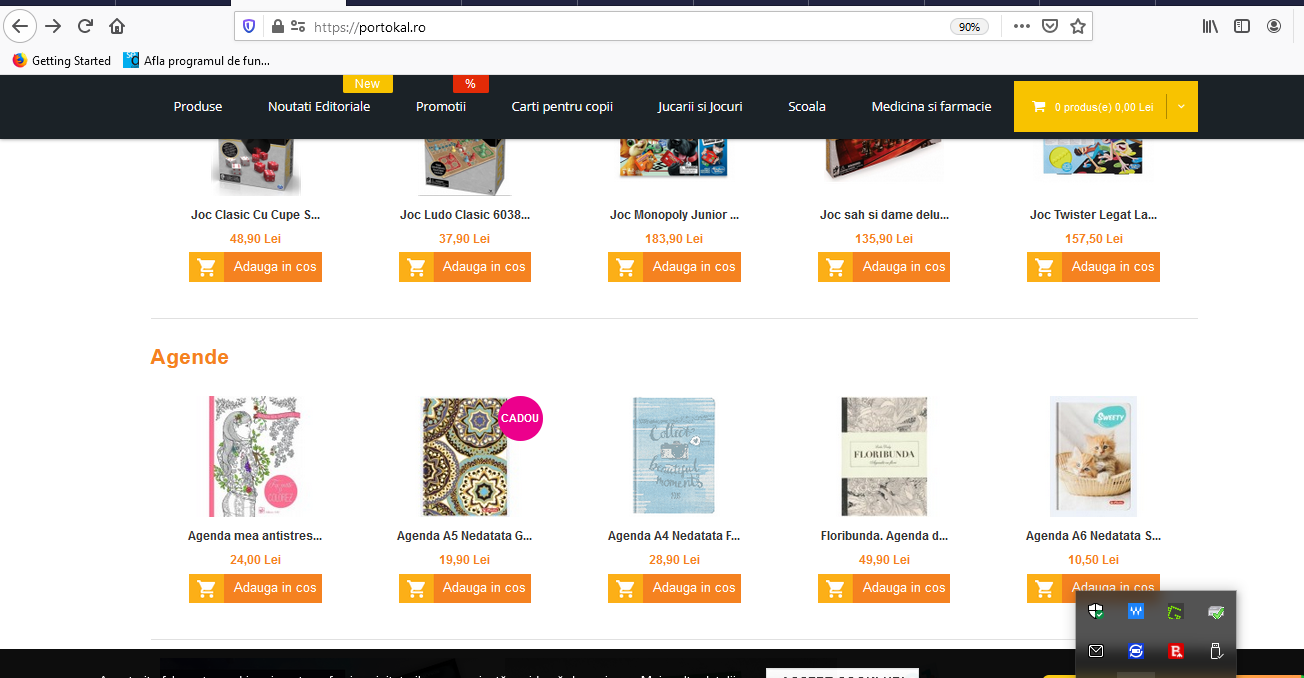 https://portokal.ro
90%
Getting Started
Afla programul de fun...
New
%
Produse
Noutati Editoriale
Promotii
Carti pentru copii
Jucarii si Jocuri
Scoala
Medicina si farmacie
0 produs(e) 0,00 Lei
Joc Clasic Cu Cupe S...
Joc Ludo Clasic 6038...
Joc Monopoly Junior ...
Joc sah si dame delu...
Joc Twister Legat La...
48,90 Lei
37,90 Lei
183,90 Lei
135,90 Lei
157,50 Lei
Adauga in cos
Adauga in cos
Adauga in cos
Adauga in cos
Adauga in cos
Agende
COLOREZ
CADOU
Collect
beautiful
moments
FLORIBUNDA
SWEETY
Agenda mea antistres...
Agenda A5 Nedatata G...
Agenda A4 Nedatata F...
Floribunda. Agenda d...
Agenda A6 Nedatata S...
24,00 Lei
19,90 Lei
28,90 Lei
49,90 Lei
10,50 Lei
Adauga in cos
Adauga in cos
Adauga in cos
Adauga in cos
Adauga in cos